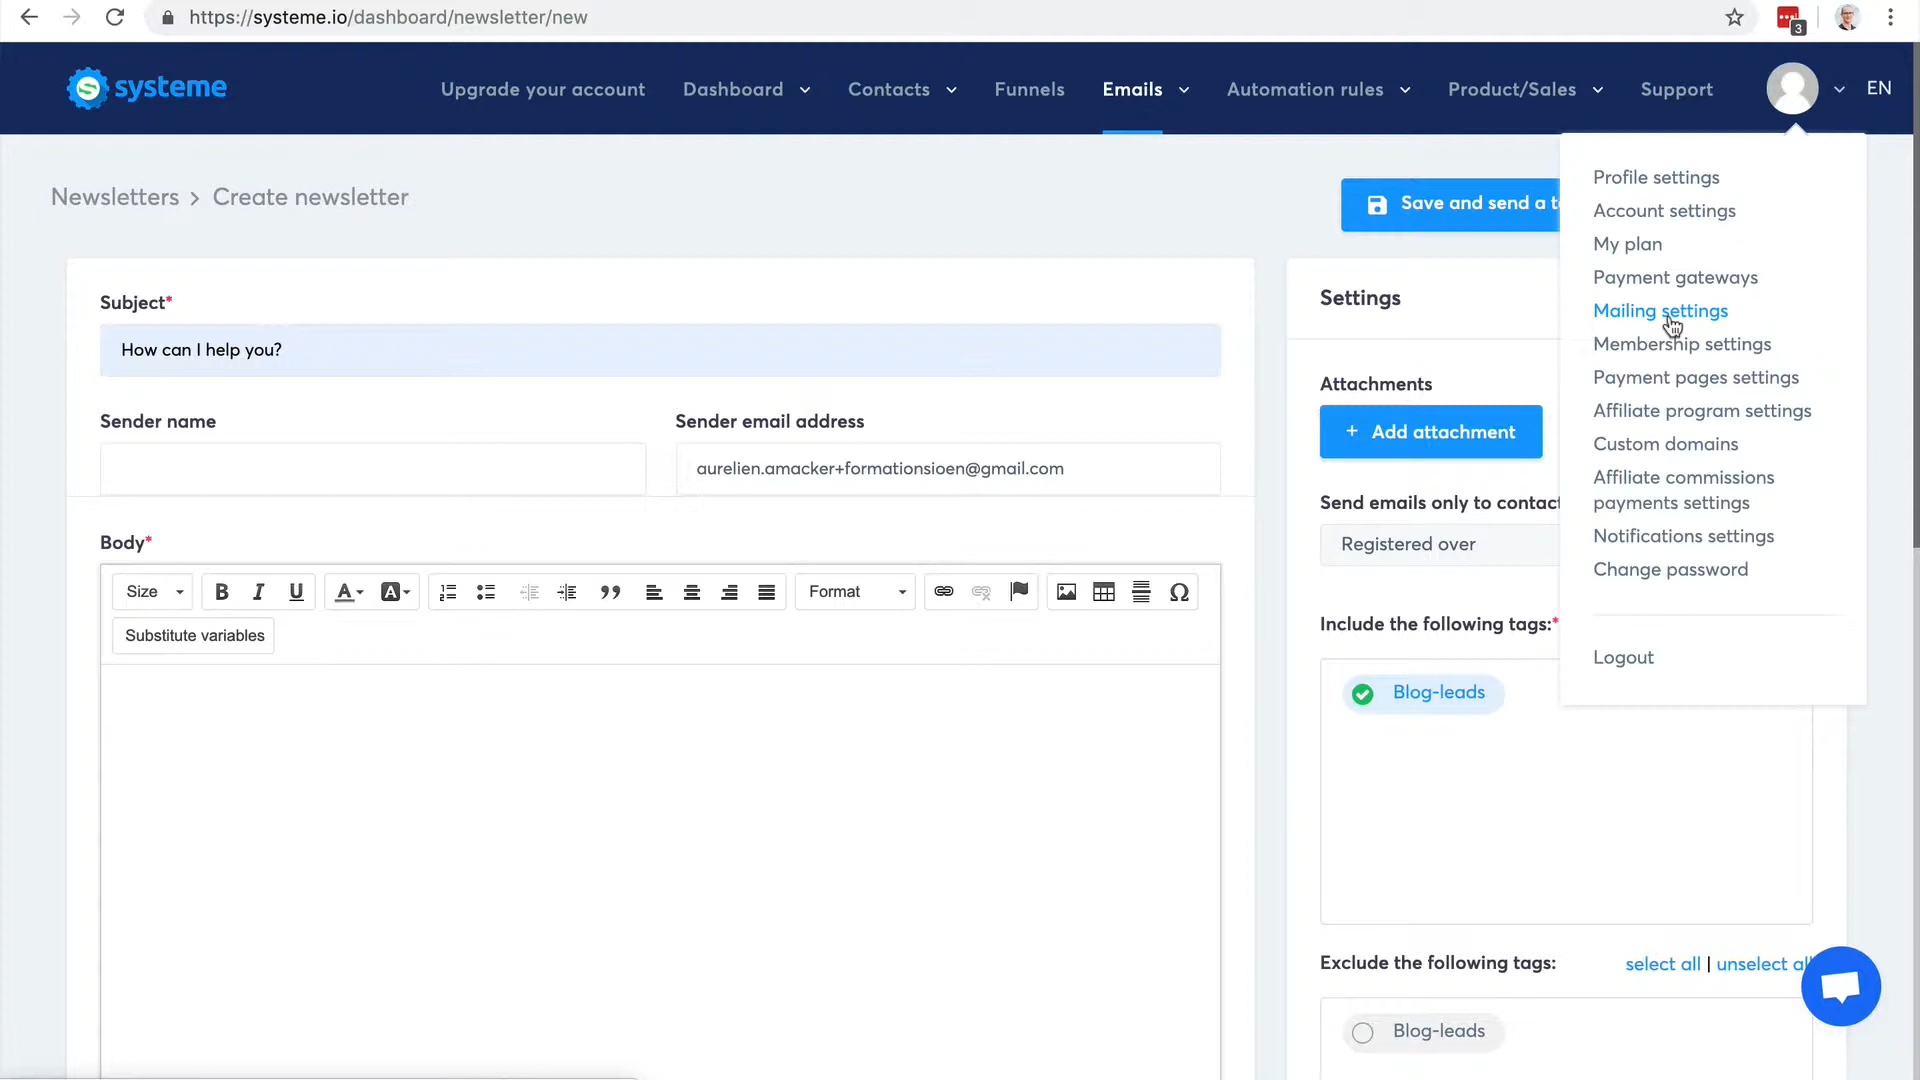 https://systeme.io/dashboard/newsletter/new
3
systeme
Upgrade your account
Dashboard
Contacts
Funnels
Emails
Automation rules
Product/Sales
Support
EN
Newsletters > Create newsletter
Save and send a te
Profile settings
Account settings
My plan
Payment gateways
Mailing settings
Membership settings
Payment pages settings
Affiliate program settings
Custom domains
Affiliate commissions
payments settings
Notifications settings
Change password
Logout
Subject*
How can I help you?
Sender name
Sender email address
aurelien.amacker+formationsioen@gmail.com
Body*
Size
B I U
A
A
Format
Ω
Substitute variables
Settings
Attachments
+ Add attachment
Send emails only to contact
Registered over
Include the following tags:*
Blog-leads
Exclude the following tags:
select all | unselect all
Blog-leads